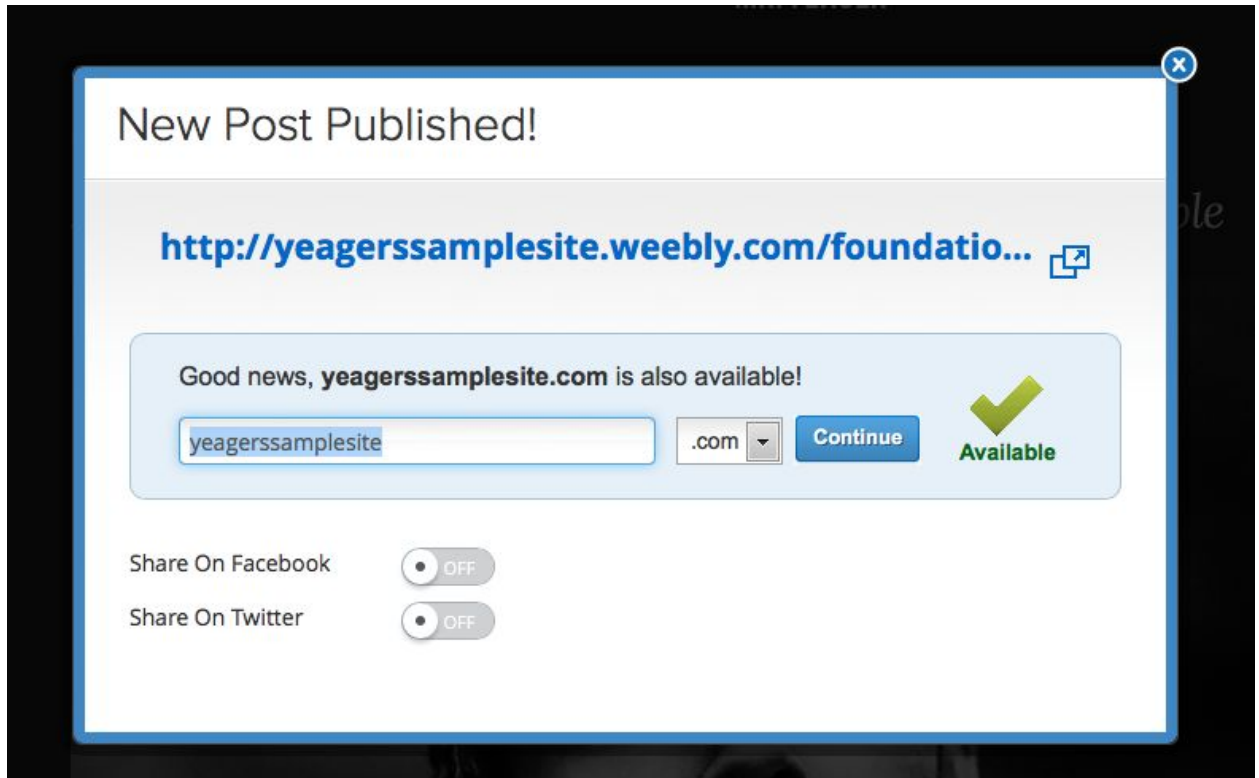 New Post Published!
ple
http://yeagerssamplesite.weebly.com/foundatio...
Good news, yeagerssamplesite.com is also available!
yeagerssamplesite .com Continue Available
Share On Facebook OFF
Share On Twitter OFF